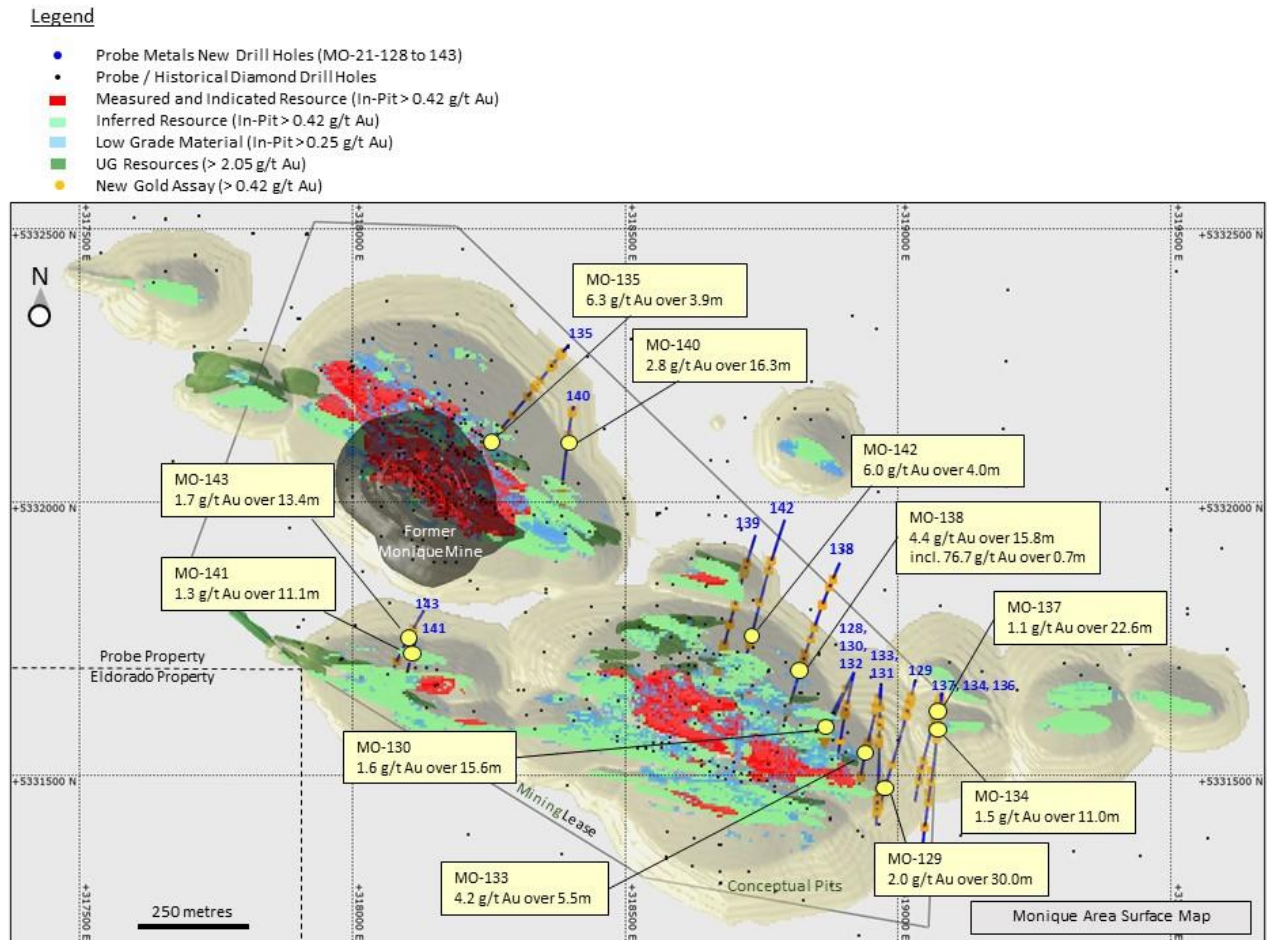 Legend
Probe Metals New Drill Holes (MO-21-128 to 143)
Probe / Historical Diamond Drill Holes
Measured and Indicated Resource (In-Pit > 0.42 g/t Au)
Inferred Resource (In-Pit > 0.42 g/t Au)
Low Grade Material (In-Pit > 0.25 g/t Au)
UG Resources (> 2.05 g/t Au)
New Gold Assay (> 0.42 g/t Au)
+317500 E
+318000 E
+318500 E
+319000 E
+319500 E
+5332500 N
+5332500 N
N
MO-135
6.3 g/t Au over 3.9m
135
MO-140
2.8 g/t Au over 16.3m
140
MO-142
6.0 g/t Au over 4.0m
MO-143
1.7 g/t Au over 13.4m
+5332000 N
+5332000 N
142
139
MO-138
4.4 g/t Au over 15.8m
incl. 76.7 g/t Au over 0.7m
Former
Monique Mine
138
MO-141
1.3 g/t Au over 11.1m
143
141
MO-137
1.1 g/t Au over 22.6m
128,
130,
132
133,
131
129
137, 134, 136
Probe Property
Eldorado Property
MO-130
1.6 g/t Au over 15.6m
+5331500 N
+5331500 N
Mining Lease
MO-134
1.5 g/t Au over 11.0m
MO-129
2.0 g/t Au over 30.0m
MO-133
4.2 g/t Au over 5.5m
Conceptual Pits
250 metres
+317500 E
+318000 E
+318500 E
+319000 E
Monique Area Surface Map